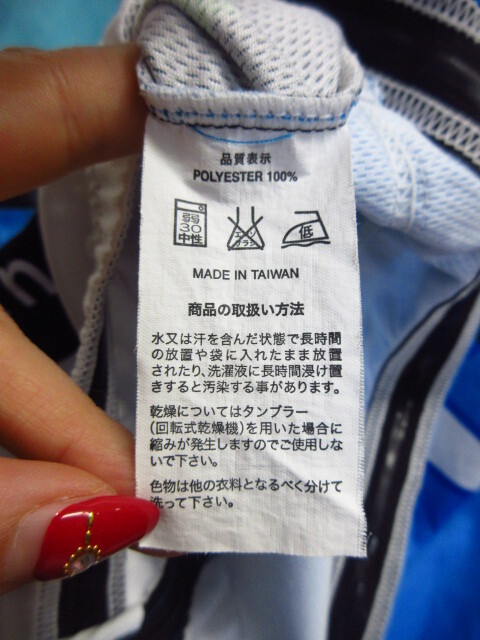 品質表示
POLYESTER 100%
弱
30
中性
エンソ
サラシ
低
MADE IN TAIWAN
商品の取扱い方法
水又は汗を含んだ状態で長時間
の放置や袋に入れたまま放置
されたり、洗濯液に長時間浸け置
きすると汚染する事があります。
乾燥についてはタンブラー
(回転式乾燥機)を用いた場合に
縮みが発生しますのでご使用しな
いで下さい。
色物は他の衣料となるべく分けて
洗って下さい。
n